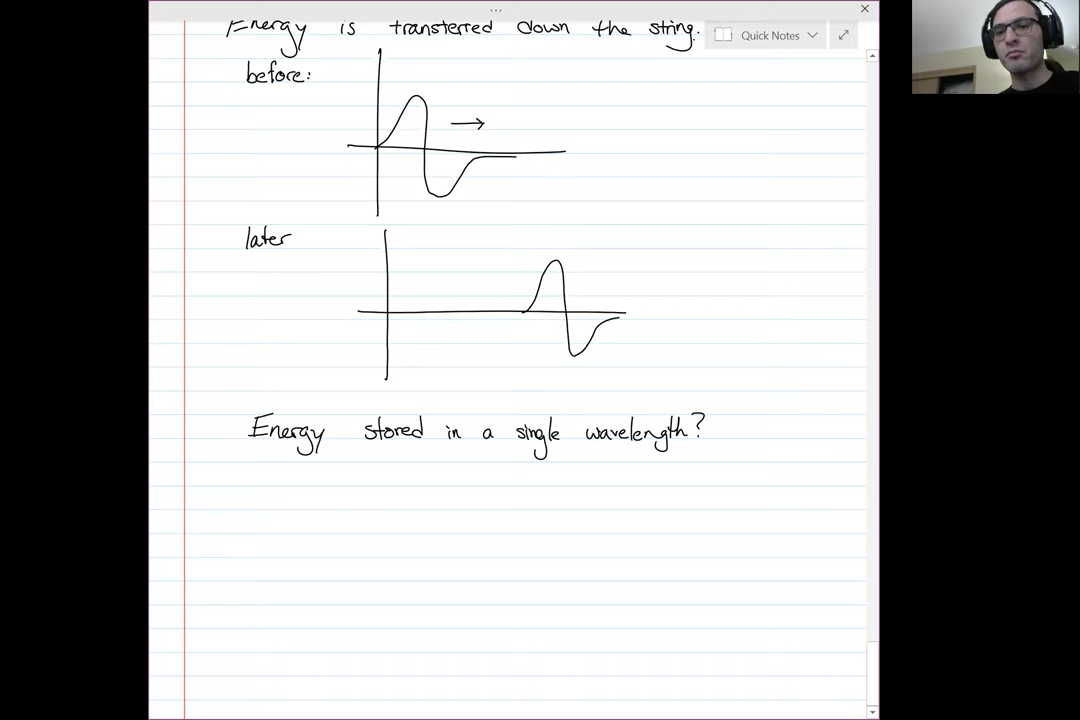 Energy is transferred down the string.
Quick Notes
before:
later
Energy stored in a single wavelength?